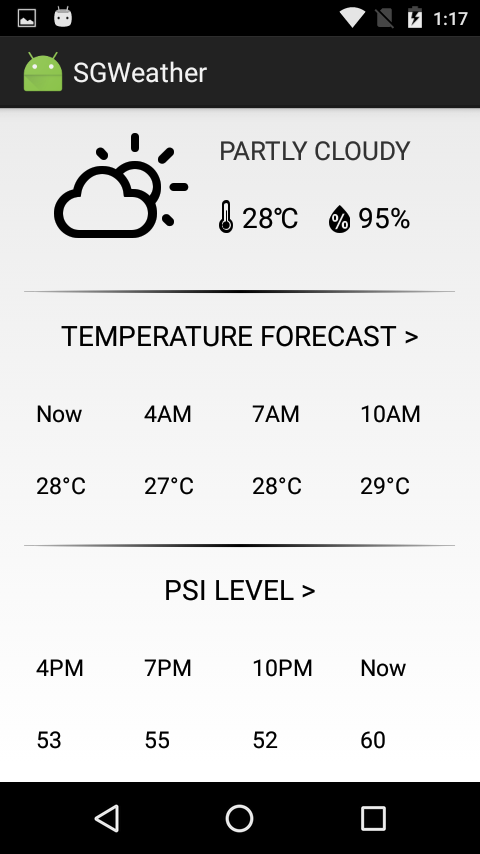 1:17
SGWeather
PARTLY CLOUDY
28℃ % 95%
TEMPERATURE FORECAST >
Now 4AM 7AM 10AM
28°C 27°C 28°C 29°C
PSI LEVEL >
4PM 7PM 10PM Now
53 55 52 60